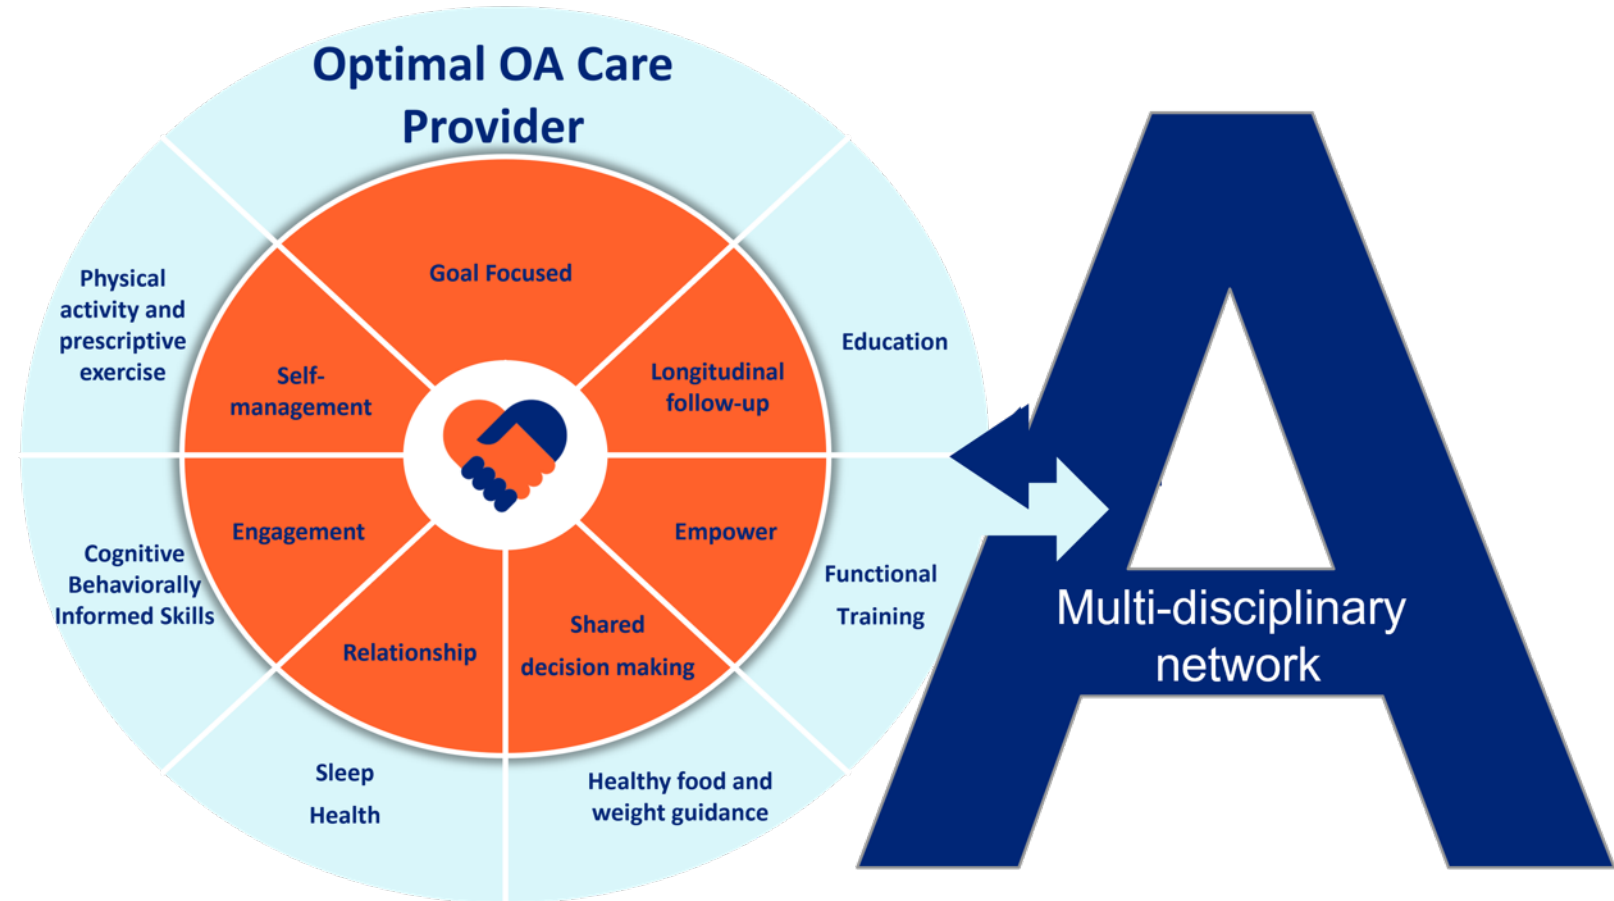 Optimal OA Care
Provider
Goal Focused
Physical
activity and
prescriptive
exercise
Self-
management
Longitudinal
follow-up
Education
Engagement
Empower
Cognitive
Behaviorally
Informed Skills
Functional
Training
Relationship
Shared
decision making
Sleep
Health
Healthy food and
weight guidance
A
Multi-disciplinary
network